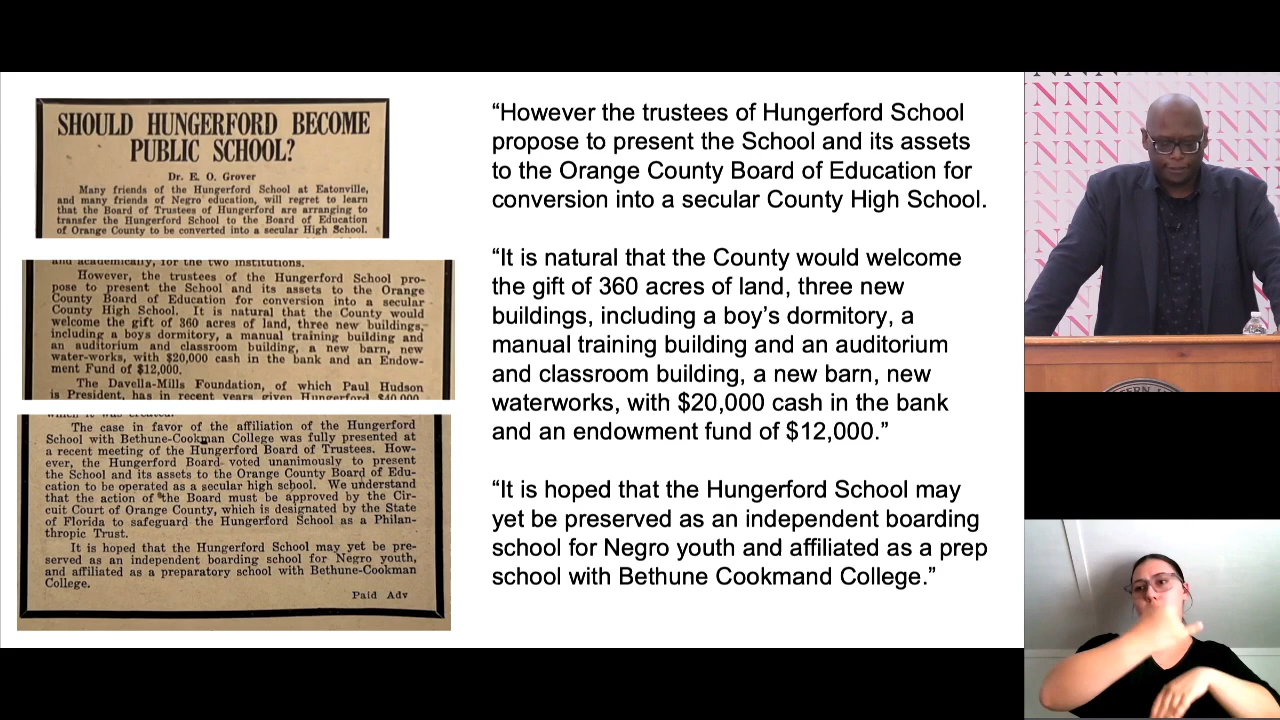 SHOULD HUNGERFORD BECOME
PUBLIC SCHOOL?
Dr. E. O. Grover
Many friends of the Hungerford School at Eatonville,
and many friends of Negro education, will regret to learn
that the Board of Trustees of Hungerford are arranging to
transfer the Hungerford School to the Board of Education
of Orange County to be converted into a secular High School.
and academically, for the two institutions.
However, the trustees of the Hungerford School pro-
pose to present the School and its assets to the Orange
County Board of Education for conversion into a secular
County High School. It is natural that the County would
welcome the gift of 360 acres of land, three new buildings,
including a boys dormitory, a manual training building and
an auditorium and classroom building, a new barn, new
water-works, with $20,000 cash in the bank and an Endow-
ment Fund of $12,000.
The Davella-Mills Foundation, of which Paul Hudson
is President, has in recent years given Hungerford $40,000
which it was created.
The case in favor of the affiliation of the Hungerford
School with Bethune-Cookman College was fully presented at
a recent meeting of the Hungerford Board of Trustees. How-
ever, the Hungerford Board voted unanimously to present
the School and its assets to the Orange County Board of Edu-
cation to be operated as a secular high school. We understand
that the action of the Board must be approved by the Cir-
cuit Court of Orange County, which is designated by the State
of Florida to safeguard the Hungerford School as a Philan-
thropic Trust.
It is hoped that the Hungerford School may yet be pre-
served as an independent boarding school for Negro youth,
and affiliated as a preparatory school with Bethune-Cookman
College.
Paid Adv
“However the trustees of Hungerford School
propose to present the School and its assets
to the Orange County Board of Education for
conversion into a secular County High School.
“It is natural that the County would welcome
the gift of 360 acres of land, three new
buildings, including a boy’s dormitory, a
manual training building and an auditorium
and classroom building, a new barn, new
waterworks, with $20,000 cash in the bank
and an endowment fund of $12,000.”
“It is hoped that the Hungerford School may
yet be preserved as an independent boarding
school for Negro youth and affiliated as a prep
school with Bethune Cookmand College.”